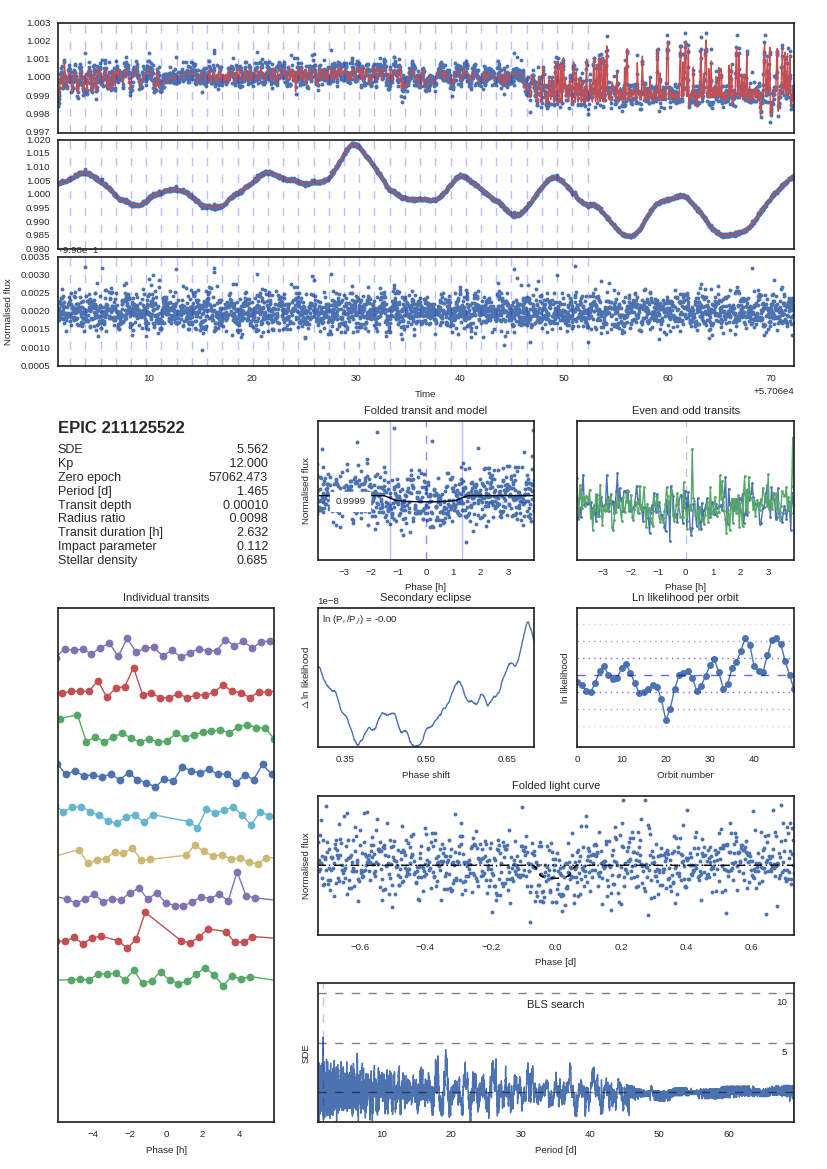 1.003
1.002
1.001
1.000
0.999
0.998
0.997
1.020
1.015
1.010
1.005
1.000
0.995
0.990
0.985
0.980
+9.98e−1
0.0035
0.0030
0.0025
0.0020
0.0015
0.0010
0.0005
Normalised flux
10 20 30 40 50 60 70
Time
+5.706e4
EPIC 211125522
SDE 5.562
Kp 12.000
Zero epoch 57062.473
Period [d] 1.465
Transit depth 0.00010
Radius ratio 0.0098
Transit duration [h] 2.632
Impact parameter 0.112
Stellar density 0.685
Folded transit and model
Normalised flux
0.9999
−3 −2 −1 0 1 2 3
Phase [h]
Even and odd transits
−3 −2 −1 0 1 2 3
Phase [h]
Individual transits
−4 −2 0 2 4
Phase [h]
Secondary eclipse
1e−8
Δ ln likelihood
0.35 0.50 0.65
Phase shift
Ln likelihood per orbit
ln likelihood
0 10 20 30 40
Orbit number
Folded light curve
Normalised flux
−0.6 −0.4 −0.2 0.0 0.2 0.4 0.6
Phase [d]
BLS search
10
5
SDE
10 20 30 40 50 60
Period [d]